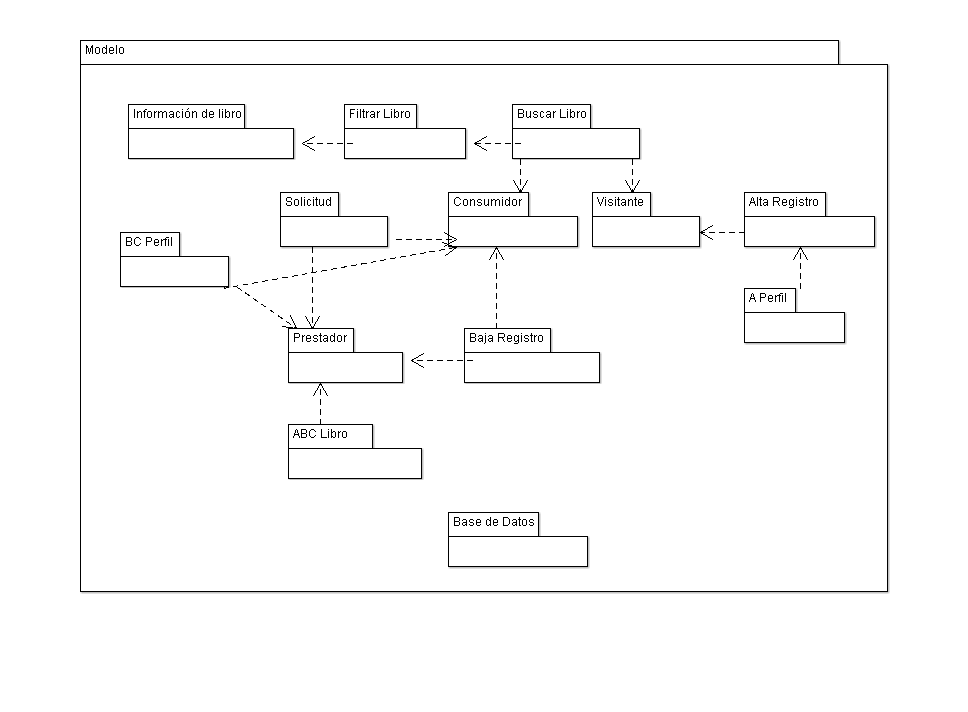 Modelo
Información de libro
Filtrar Libro
Buscar Libro
Solicitud
Consumidor
Visitante
Alta Registro
BC Perfil
A Perfil
Prestador
Baja Registro
ABC Libro
Base de Datos